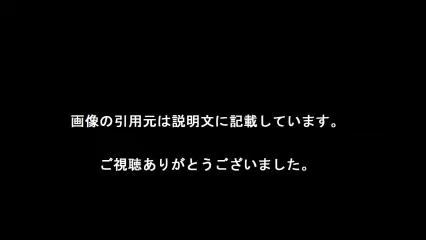 画像の引用元は説明文に記載しています。
ご視聴ありがとうございました。